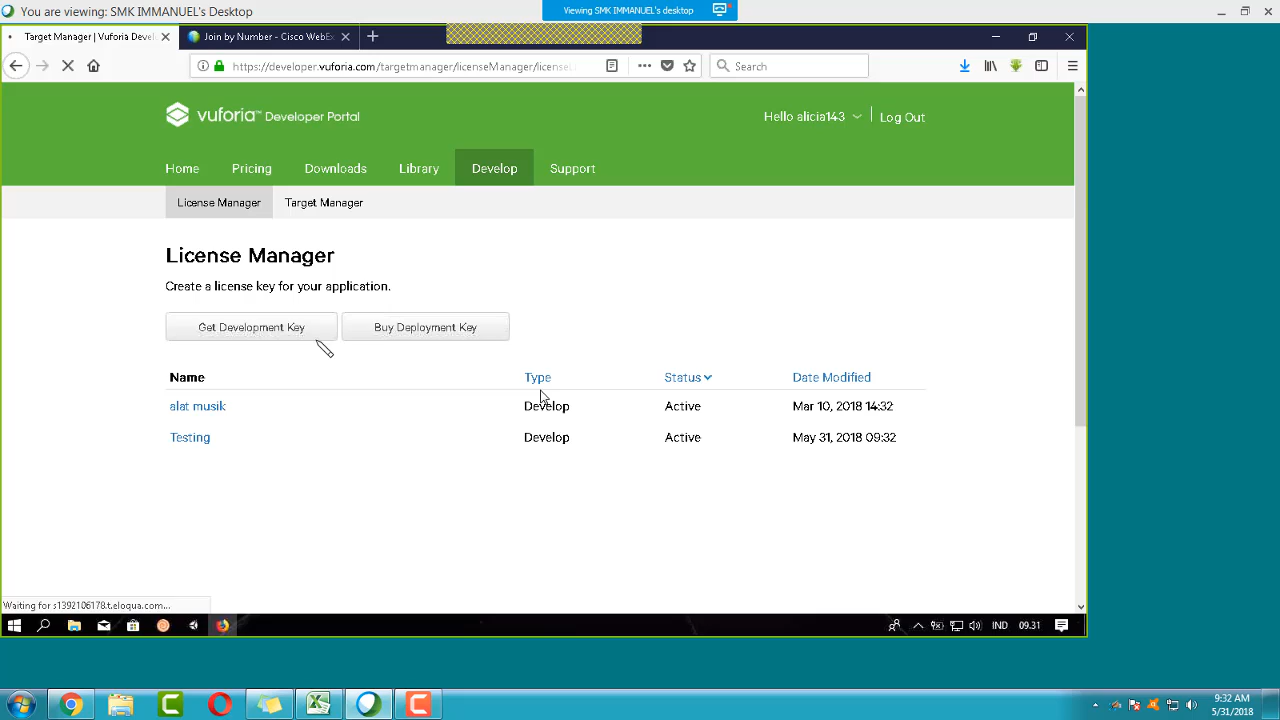 You are viewing: SMK IMMANUEL's Desktop
Viewing SMK IMMANUEL's desktop
Target Manager | Vuforia Devel
Join by Number - Cisco WebEx
https://developer.vuforia.com/targetmanager/licenseManager/license
Search
vuforia™ Developer Portal
Hello alicia143
Log Out
Home
Pricing
Downloads
Library
Develop
Support
License Manager
Target Manager
License Manager
Create a license key for your application.
Get Development Key
Buy Deployment Key
Name Type Status Date Modified
alat musik Develop Active Mar 10, 2018 14:32
Testing Develop Active May 31, 2018 09:32
Waiting for s1392106178.t.eloqua.com...
IND 09.31
9:32 AM
5/31/2018